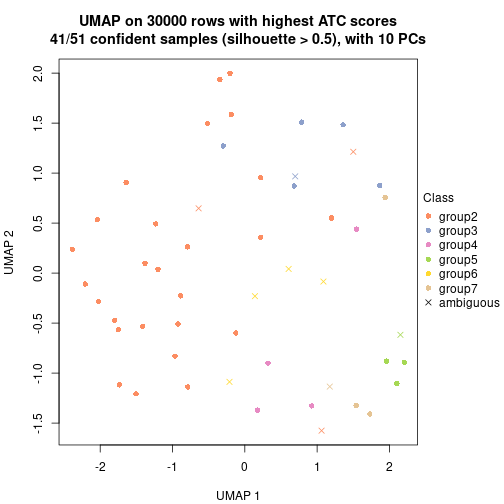 UMAP on 30000 rows with highest ATC scores
41/51 confident samples (silhouette > 0.5), with 10 PCs
2.0
1.5
1.0
0.5
0.0
-0.5
-1.0
-1.5
UMAP 2
-2 -1 0 1 2
UMAP 1
Class
group2
group3
group4
group5
group6
group7
ambiguous